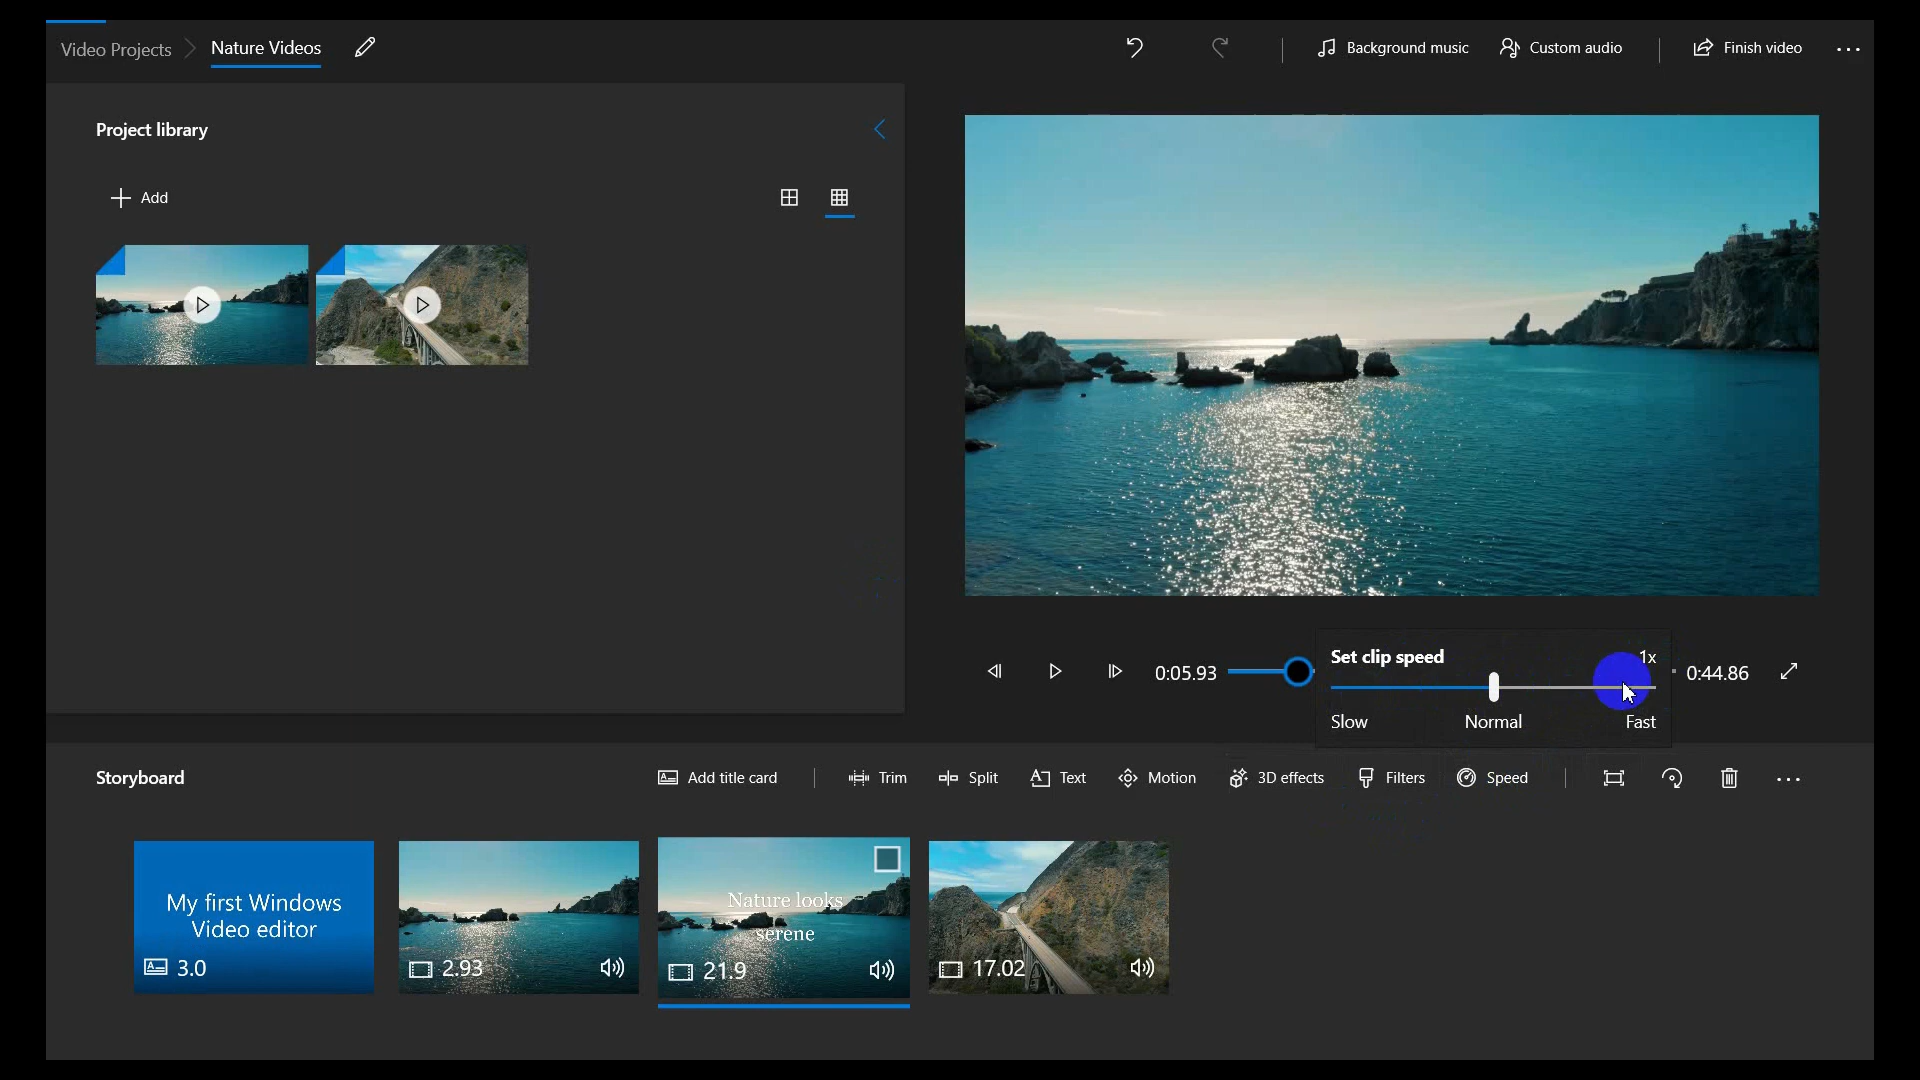 Video Projects
Nature Videos
Background music
Custom audio
Finish video
Project library
Add
0:05.93
Set clip speed
1x
Slow
Normal
Fast
0:44.86
Storyboard
Add title card
Trim
Split
Text
Motion
3D effects
Filters
Speed
My first Windows
Video editor
3.0
2.93
Nature looks
serene
21.9
17.02